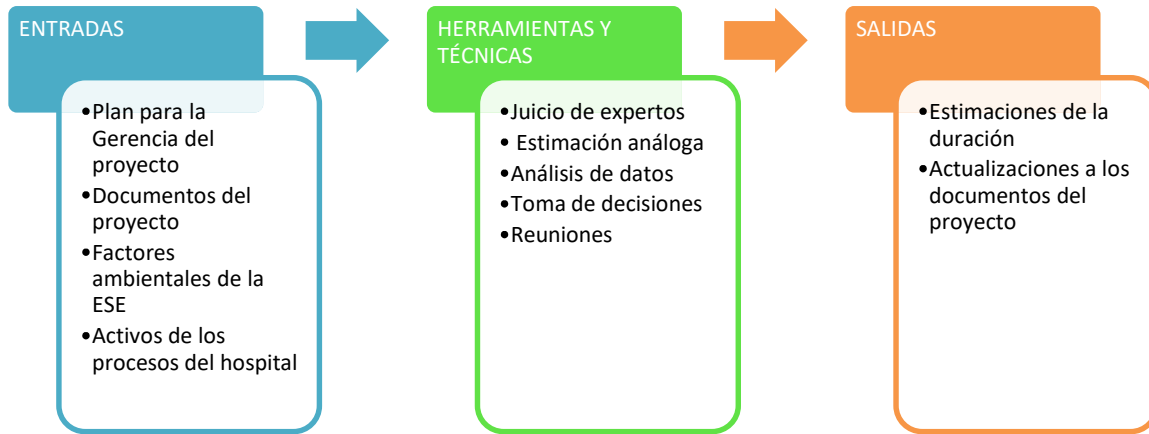 ENTRADAS
•Plan para la
Gerencia del
proyecto
•Documentos del
proyecto
•Factores
ambientales de la
ESE
•Activos de los
procesos del hospital
HERRAMIENTAS Y
TÉCNICAS
•Juicio de expertos
• Estimación análoga
•Análisis de datos
•Toma de decisiones
•Reuniones
SALIDAS
•Estimaciones de la
duración
•Actualizaciones a los
documentos del
proyecto